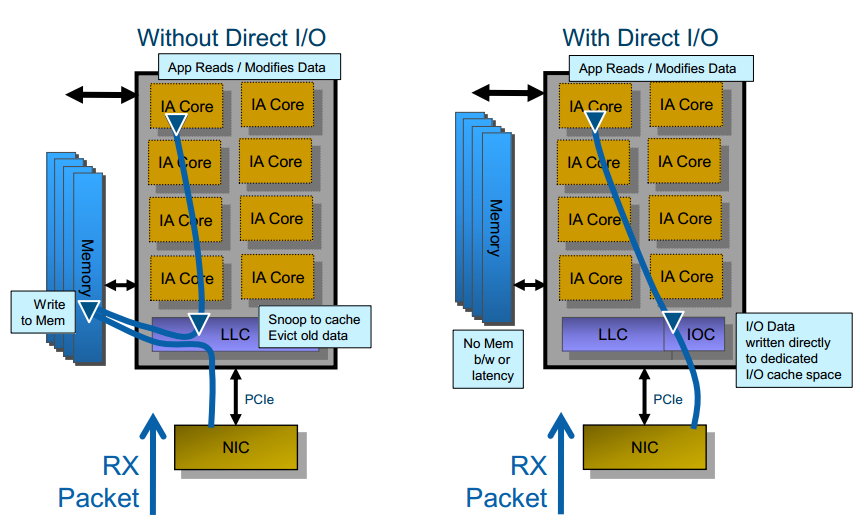 Without Direct I/O
App Reads / Modifies Data
IA Core
IA Core
IA Core
IA Core
IA Core
IA Core
IA Core
IA Core
Memory
Write
to Mem
LLC
Snoop to cache
Evict old data
PCIe
NIC
RX
Packet
With Direct I/O
App Reads / Modifies Data
IA Core
IA Core
IA Core
IA Core
IA Core
IA Core
IA Core
IA Core
Memory
No Mem
b/w or
latency
LLC
IOC
I/O Data
written directly
to dedicated
I/O cache space
PCIe
NIC
RX
Packet